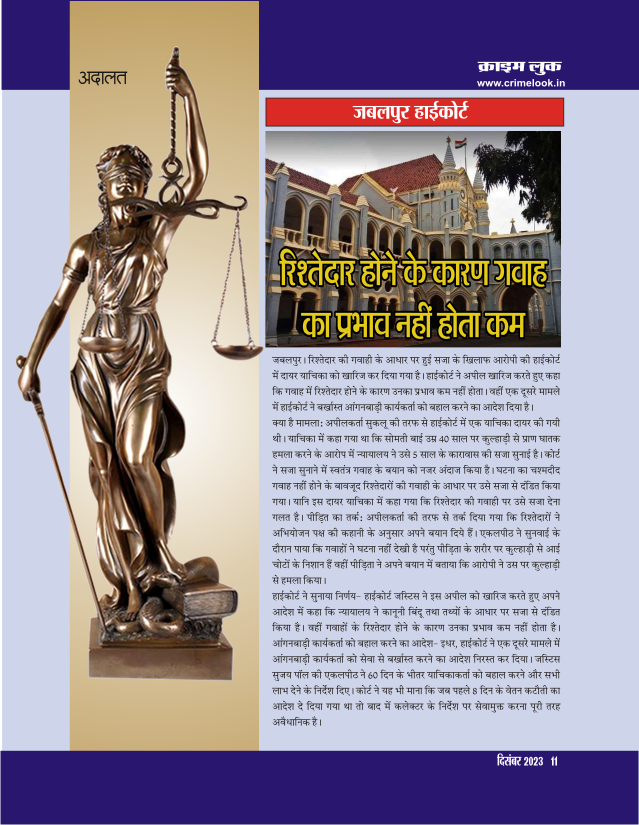 अदालत
क्राइम लुक
www.crimelook.in
जबलपुर हाईकोर्ट
रिश्तेदार होने के कारण गवाह
का प्रभाव नहीं होता कम
जबलपुर। रिश्तेदार की गवाही के आधार पर हुई सजा के खिलाफ आरोपी की हाईकोर्ट
में दायर याचिका को खारिज कर दिया गया है। हाईकोर्ट ने अपील खारिज करते हुए कहा
कि गवाह में रिश्तेदार होने के कारण उनका प्रभाव कम नहीं होता। वहीं एक दूसरे मामले
में हाईकोर्ट ने बर्खास्त आंगनबाड़ी कार्यकर्ता को बहाल करने का आदेश दिया है।
क्या है मामला: अपीलकर्ता सुकलू की तरफ से हाईकोर्ट में एक याचिका दायर की गयी
थी। याचिका में कहा गया था कि सोमती बाई उम्र 40 साल पर कुल्हाड़ी से प्राण घातक
हमला करने के आरोप में न्यायालय ने उसे 5 साल के कारावास की सजा सुनाई है। कोर्ट
ने सजा सुनाने में स्वतंत्र गवाह के बयान को नजर अंदाज किया है। घटना का चश्मदीद
गवाह नहीं होने के बावजूद रिश्तेदारों की गवाही के आधार पर उसे सजा से दंडित किया
गया। यानि इस दायर याचिका में कहा गया कि रिश्तेदार की गवाही पर उसे सजा देना
गलत है। पीड़ित का तर्क: अपीलकर्ता की तरफ से तर्क दिया गया कि रिश्तेदारों ने
अभियोजन पक्ष की कहानी के अनुसार अपने बयान दिये हैं। एकलपीठ ने सुनवाई के
दौरान पाया कि गवाहों ने घटना नहीं देखी है परंतु पीड़िता के शरीर पर कुल्हाड़ी से आई
चोटों के निशान हैं वहीं पीड़िता ने अपने बयान में बताया कि आरोपी ने उस पर कुल्हाड़ी
से हमला किया।
हाईकोर्ट ने सुनाया निर्णय- हाईकोर्ट जस्टिस ने इस अपील को खारिज करते हुए अपने
आदेश में कहा कि न्यायालय ने कानूनी बिंदू तथा तथ्यों के आधार पर सजा से दंडित
किया है। वहीं गवाहों के रिश्तेदार होने के कारण उनका प्रभाव कम नहीं होता है।
आंगनबाड़ी कार्यकर्ता को बहाल करने का आदेश- इधर, हाईकोर्ट ने एक दूसरे मामले में
आंगनबाड़ी कार्यकर्ता को सेवा से बर्खास्त करने का आदेश निरस्त कर दिया। जस्टिस
सुजय पॉल की एकलपीठ ने 60 दिन के भीतर याचिकाकर्ता को बहाल करने और सभी
लाभ देने के निर्देश दिए। कोर्ट ने यह भी माना कि जब पहले 8 दिन के वेतन कटौती का
आदेश दे दिया गया था तो बाद में कलेक्टर के निर्देश पर सेवामुक्त करना पूरी तरह
अवैधानिक है।
दिसंबर 2023 11